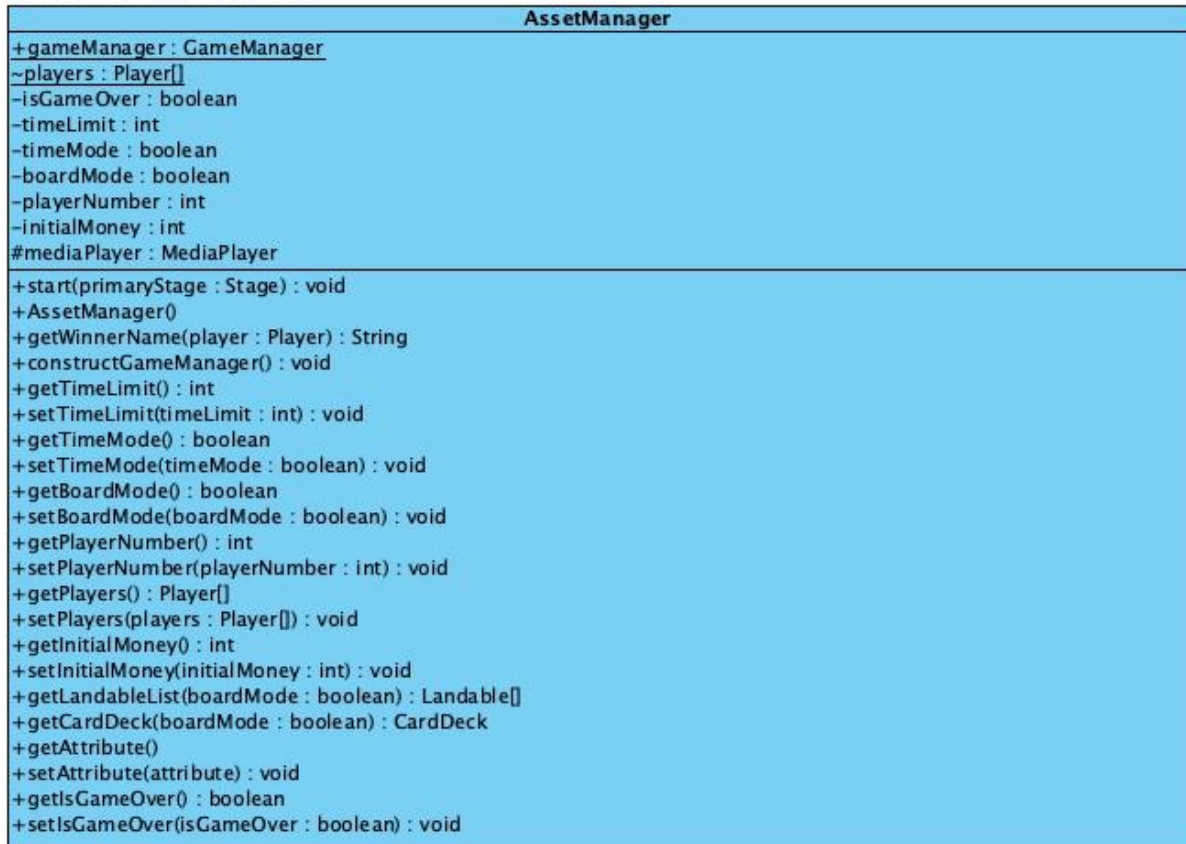 AssetManager
+gameManager : GameManager
~players : Player[]
-isGameOver : boolean
-timeLimit : int
-timeMode : boolean
-boardMode : boolean
-playerNumber : int
-initialMoney : int
#mediaPlayer : MediaPlayer
+start(primaryStage : Stage) : void
+AssetManager()
+getWinnerName(player : Player) : String
+constructGameManager() : void
+getTimeLimit() : int
+setTimeLimit(timeLimit : int) : void
+getTimeMode() : boolean
+setTimeMode(timeMode : boolean) : void
+getBoardMode() : boolean
+setBoardMode(boardMode : boolean) : void
+getPlayerNumber() : int
+setPlayerNumber(playerNumber : int) : void
+getPlayers() : Player[]
+setPlayers(players : Player[]) : void
+getInitialMoney() : int
+setInitialMoney(initialMoney : int) : void
+getLandableList(boardMode : boolean) : Landable[]
+getCardDeck(boardMode : boolean) : CardDeck
+getAttribute()
+setAttribute(attribute) : void
+getIsGameOver() : boolean
+setIsGameOver(isGameOver : boolean) : void